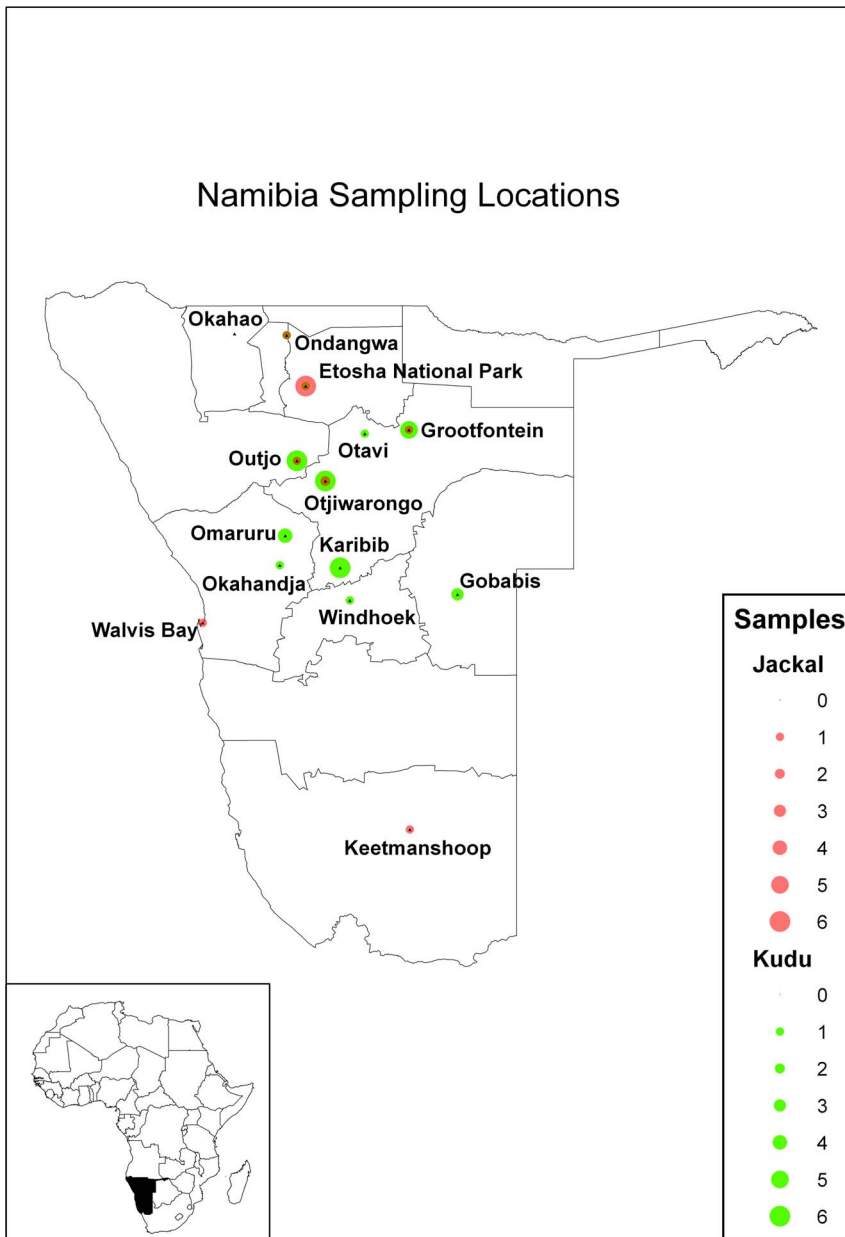 Namibia Sampling Locations
Okahao
Ondangwa
Etosha National Park
Grootfontein
Otavi
Outjo
Otjiwarongo
Omaruru
Karibib
Okahandja
Gobabis
Windhoek
Walvis Bay
Keetmanshoop
Samples
Jackal
0
1
2
3
4
5
6
Kudu
0
1
2
3
4
5
6